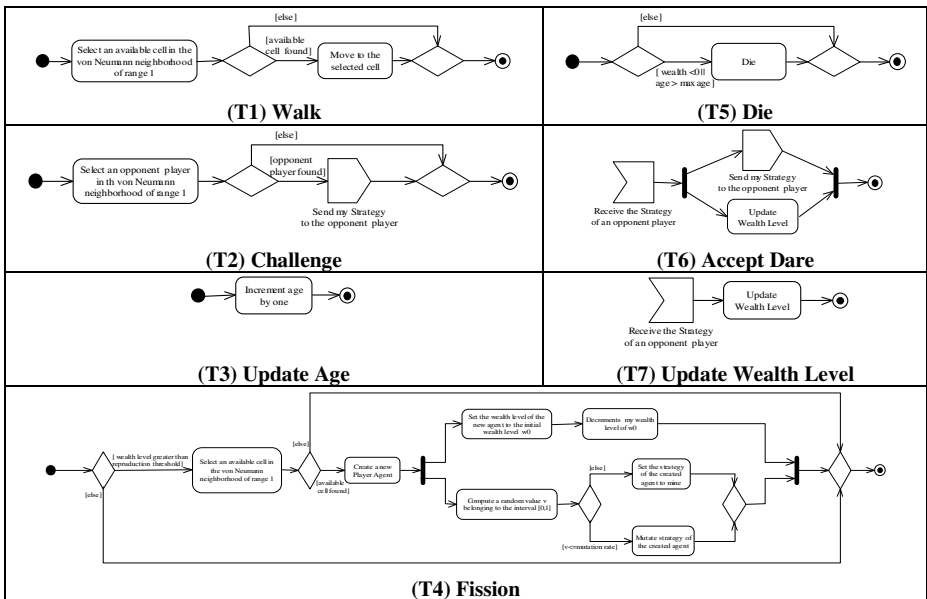 [else]
Select an available cell in the
von Neumann neighborhood
of range 1
[available
cell found]
Move to the
selected cell
(T1) Walk
[else]
[ wealth <0||
age > max age]
Die
(T5) Die
[else]
Select an opponent player
in th von Neumann
neighborhood of range 1
[opponent
player found]
Send my Strategy
to the opponent player
(T2) Challenge
Receive the Strategy
of an opponent player
Send my Strategy
to the opponent player
Update
Wealth Level
(T6) Accept Dare
Increment age
by one
(T3) Update Age
Receive the Strategy
of an opponent player
Update
Wealth Level
(T7) Update Wealth Level
[ wealth level greater than
reproduction threshold]
[else]
Select an available cell in
the von Neumann
neighborhood of range 1
[else]
[available
cell found]
Create a new
Player Agent
Set the wealth level of the
new agent to the initial
wealth level w0
Decrements my wealth
level of w0
Compute a random value v
belonging to the interval [0,1]
[else]
Set the strategy
of the created
agent to mine
[v<=mutation rate]
Mutate strategy of
the created agent
(T4) Fission